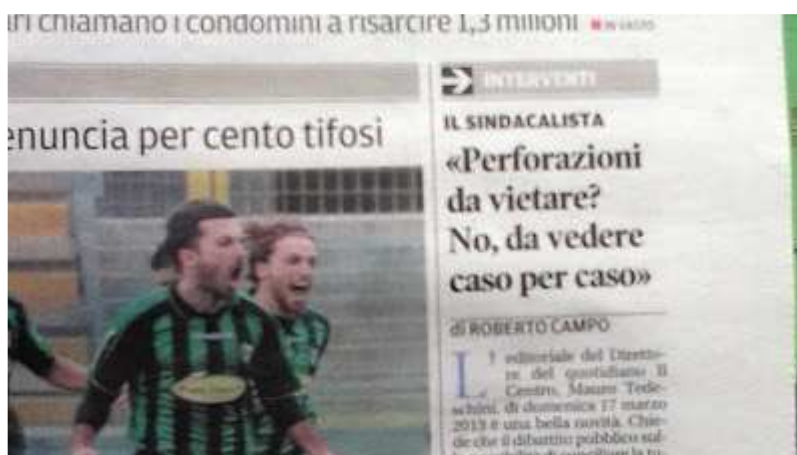 chiamano i condomini a risarcire 1,3 milioni
INTERVENTI
enuncia per cento tifosi
IL SINDACALISTA
«Perforazioni
da vietare?
No, da vedere
caso per caso»
di ROBERTO CAMPO
L' editoriale del Diretto-
re del quotidiano Il
Centro, Mauro Tede-
schini, di domenica 17 marzo
2013 è una bella novità. Chie-
de che il dibattito pubblico sul-